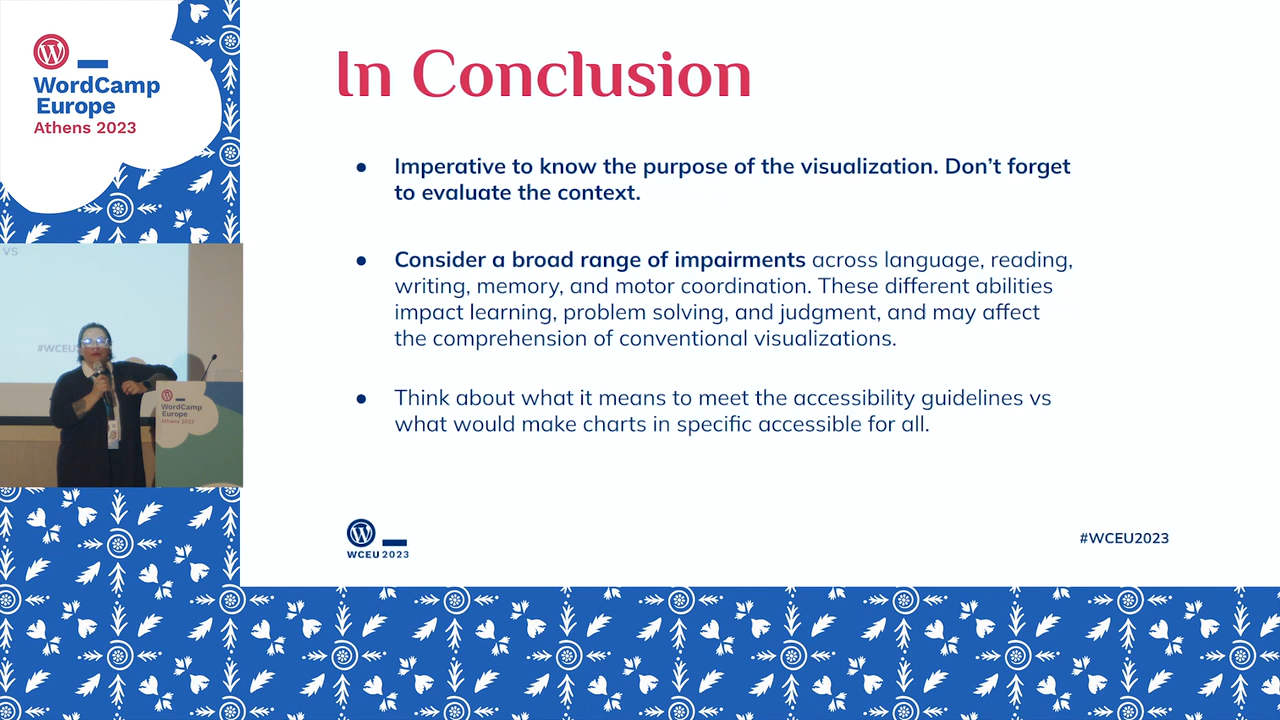 WordCamp
Europe
Athens 2023
In Conclusion
● Imperative to know the purpose of the visualization. Don’t forget
to evaluate the context.
● Consider a broad range of impairments across language, reading,
writing, memory, and motor coordination. These different abilities
impact learning, problem solving, and judgment, and may affect
the comprehension of conventional visualizations.
● Think about what it means to meet the accessibility guidelines vs
what would make charts in specific accessible for all.
WCEU 2023
#WCEU2023
vs
#WCEU
WordCamp
Europe
Athens 2023